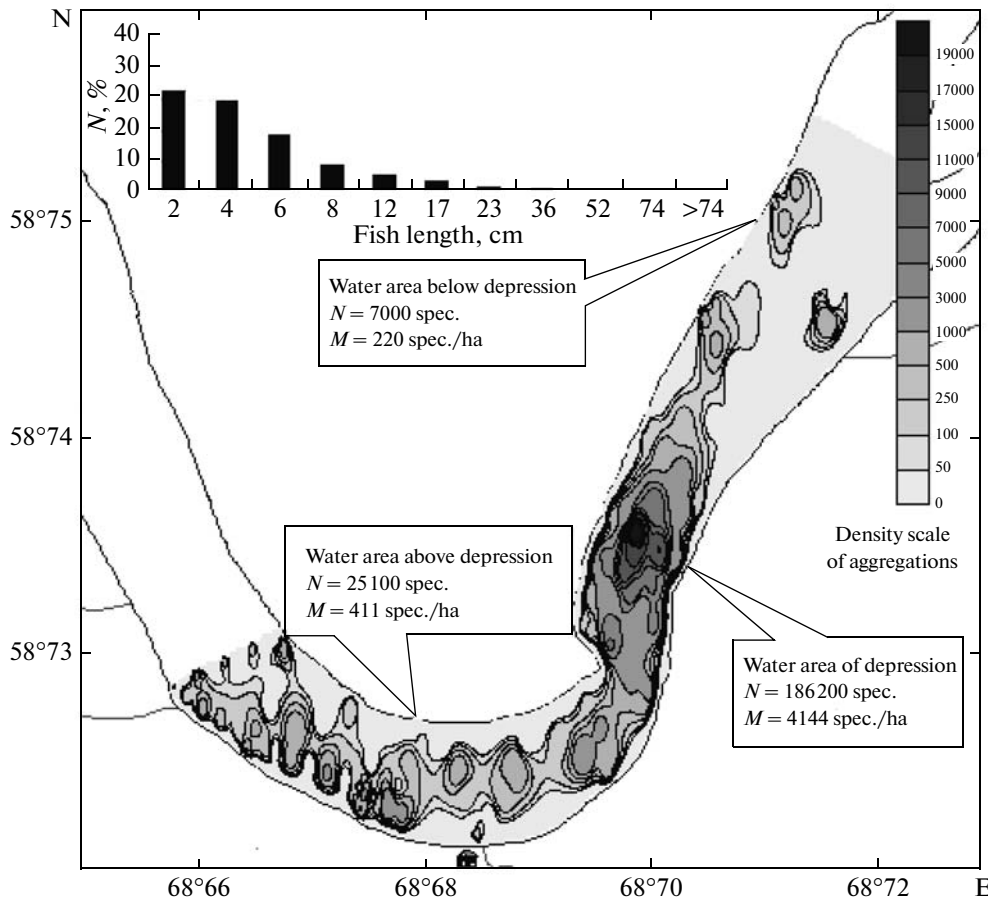 N
40
30
20
20
10
0
N, %
2 4 6 8 12 17 23 36 52 74 >74
Fish length, cm
19000
17000
15000
11000
9000
7000
5000
3000
1000
500
250
100
50
0
Density scale
of aggregations
Water area below depression
N = 7000 spec.
M = 220 spec./ha
Water area above depression
N = 25100 spec.
M = 411 spec./ha
Water area of depression
N = 186200 spec.
M = 4144 spec./ha
58°75
58°74
58°73
68°66 68°68 68°70 68°72 E